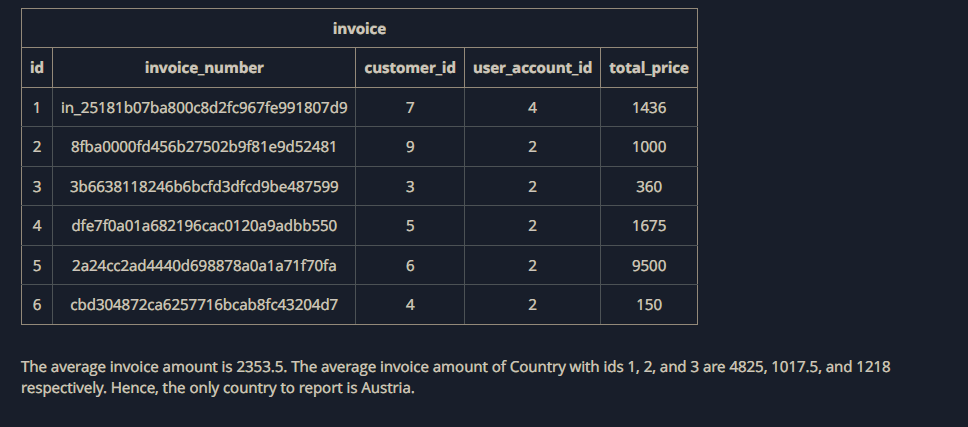 invoice
id invoice_number customer_id user_account_id total_price
1 in_25181b07ba800c8d2fc967fe991807d9 7 4 1436
2 8fba0000fd456b27502b9f81e9d52481 9 2 1000
3 3b6638118246b6bcfd3dfcd9be487599 3 2 360
4 dfe7f0a01a682196cac0120a9adbb550 5 2 1675
5 2a24cc2ad4440d698878a0a1a71f70fa 6 2 9500
6 cbd304872ca6257716bcab8fc43204d7 4 2 150
The average invoice amount is 2353.5. The average invoice amount of Country with ids 1, 2, and 3 are 4825, 1017.5, and 1218
respectively. Hence, the only country to report is Austria.